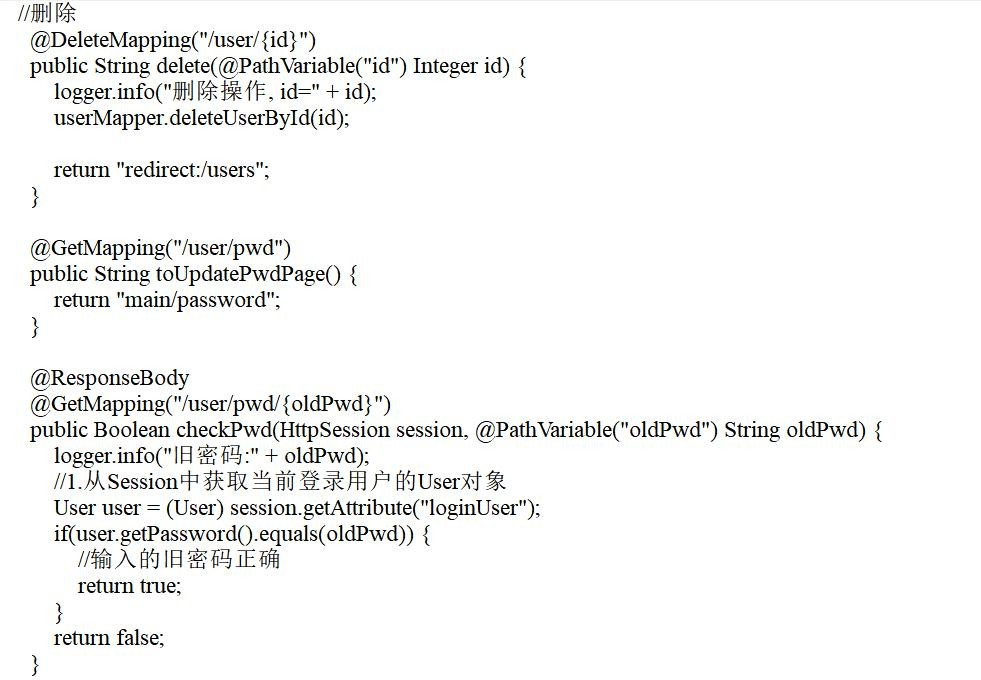 //删除
@DeleteMapping("/user/{id}")
public String delete(@PathVariable("id") Integer id) {
logger.info("删除操作, id=" + id);
userMapper.deleteUserById(id);
return "redirect:/users";
}
@GetMapping("/user/pwd")
public String toUpdatePwdPage() {
return "main/password";
}
@ResponseBody
@GetMapping("/user/pwd/{oldPwd}")
public Boolean checkPwd(HttpSession session, @PathVariable("oldPwd") String oldPwd) {
logger.info("旧密码:" + oldPwd);
//1.从Session中获取当前登录用户的User对象
User user = (User) session.getAttribute("loginUser");
if(user.getPassword().equals(oldPwd)) {
//输入的旧密码正确
return true;
}
return false;
}